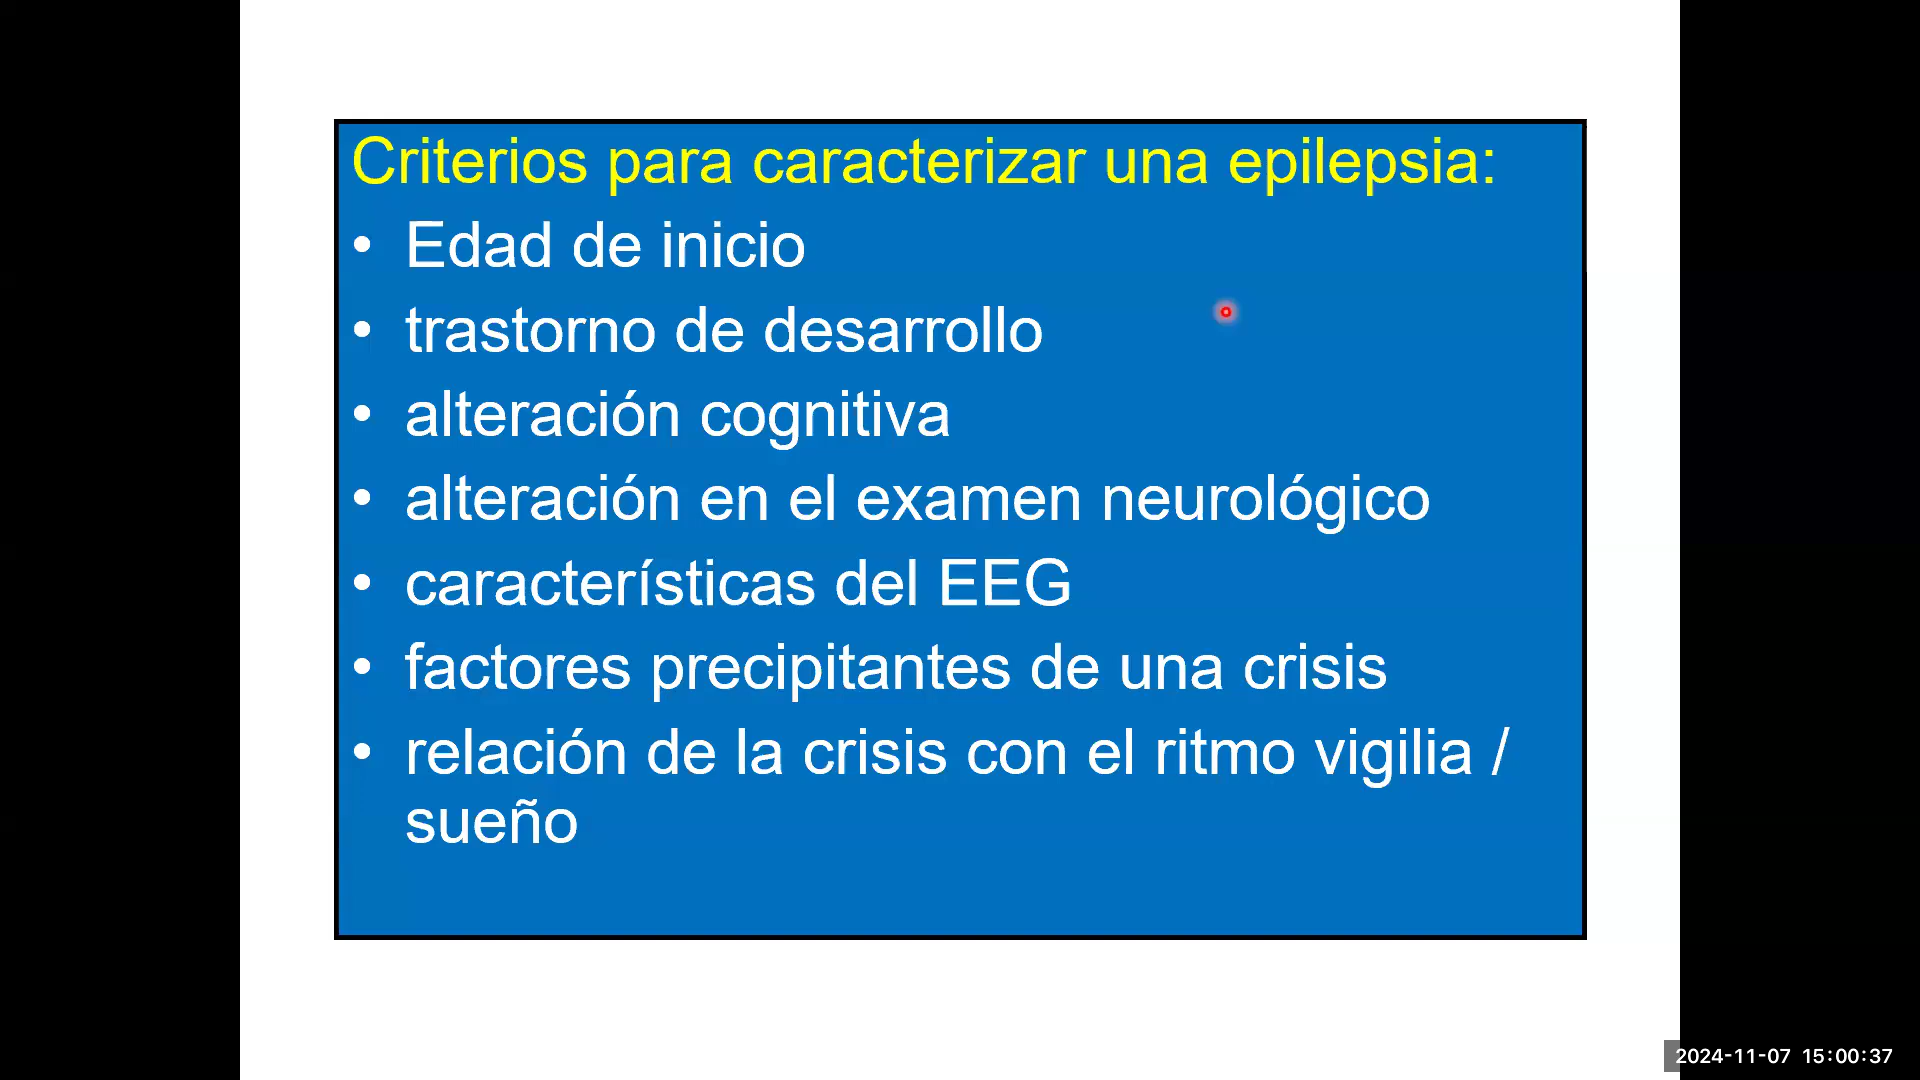 Criterios para caracterizar una epilepsia:
• Edad de inicio
• trastorno de desarrollo
• alteración cognitiva
• alteración en el examen neurológico
• características del EEG
• factores precipitantes de una crisis
• relación de la crisis con el ritmo vigilia /
sueño
2024-11-07 15:00:37